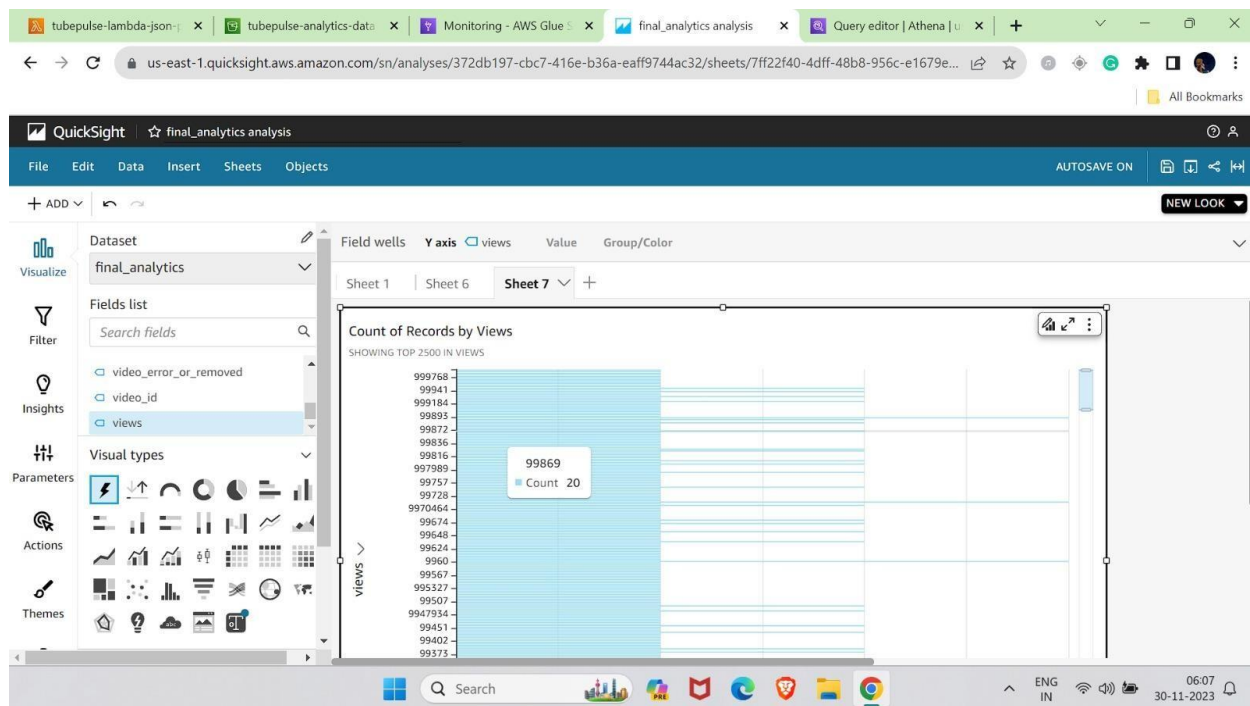 tubepulse-lambda-json-
tubepulse-analytics-data
Monitoring - AWS Glue S
final_analytics analysis
Query editor | Athena | u
us-east-1.quicksight.aws.amazon.com/sn/analyses/372db197-cbc7-416e-b36a-eaff9744ac32/sheets/7ff22f40-4dff-48b8-956c-e1679e...
All Bookmarks
QuickSight
final_analytics analysis
File Edit Data Insert Sheets Objects
AUTOSAVE ON
+ ADD
NEW LOOK
Visualize
Filter
Insights
Parameters
Actions
Themes
Dataset
final_analytics
Fields list
Search fields
video_error_or_removed
video_id
views
Visual types
Field wells Y axis views Value Group/Color
Sheet 1 Sheet 6 Sheet 7
Count of Records by Views
SHOWING TOP 2500 IN VIEWS
views
999768
99941
999184
99893
99872
99836
99816
997989
99757
99728
9970464
99674
99648
99624
9960
99567
995327
99507
9947934
99451
99402
99373
99869
Count 20
Search
PRE
ENG
IN
06:07
30-11-2023